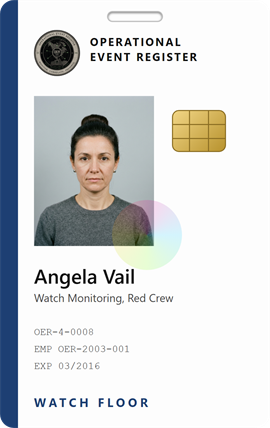 OPERATIONAL
EVENT REGISTER
Angela Vail
Watch Monitoring, Red Crew
OER-4-0008
EMP OER-2003-001
EXP 03/2016
WATCH FLOOR